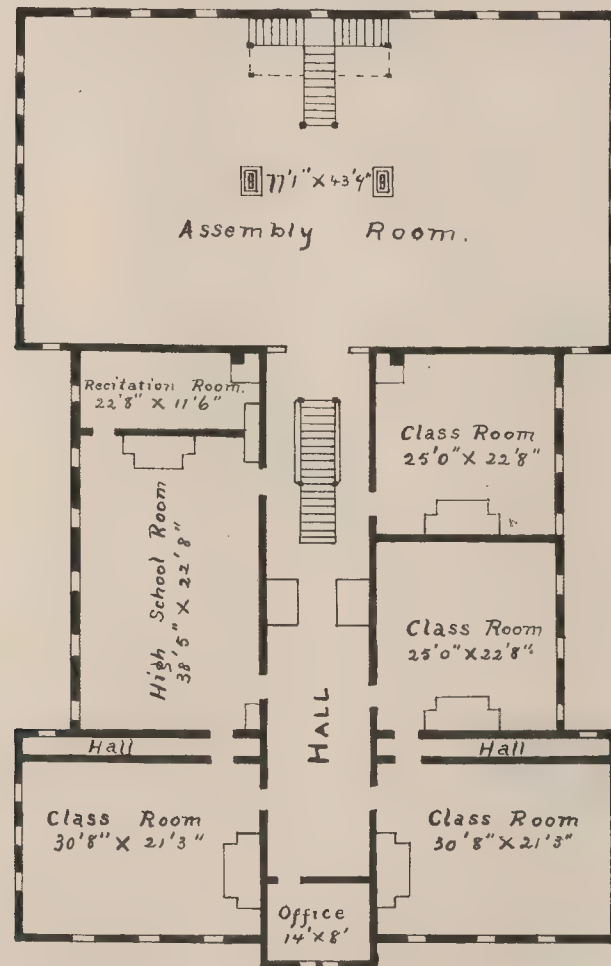 77'1" X 43'9"
Assembly Room.
Recitation Room.
22'8" X 11'6"
Class Room
25'0" X 22'8"
High School Room
38'5" X 22'8"
Class Room
25'0" X 22'8"
HALL
Hall
Hall
Class Room
30'8" X 21'3"
Class Room
30'8" X 21'3"
Office
14' X 8'